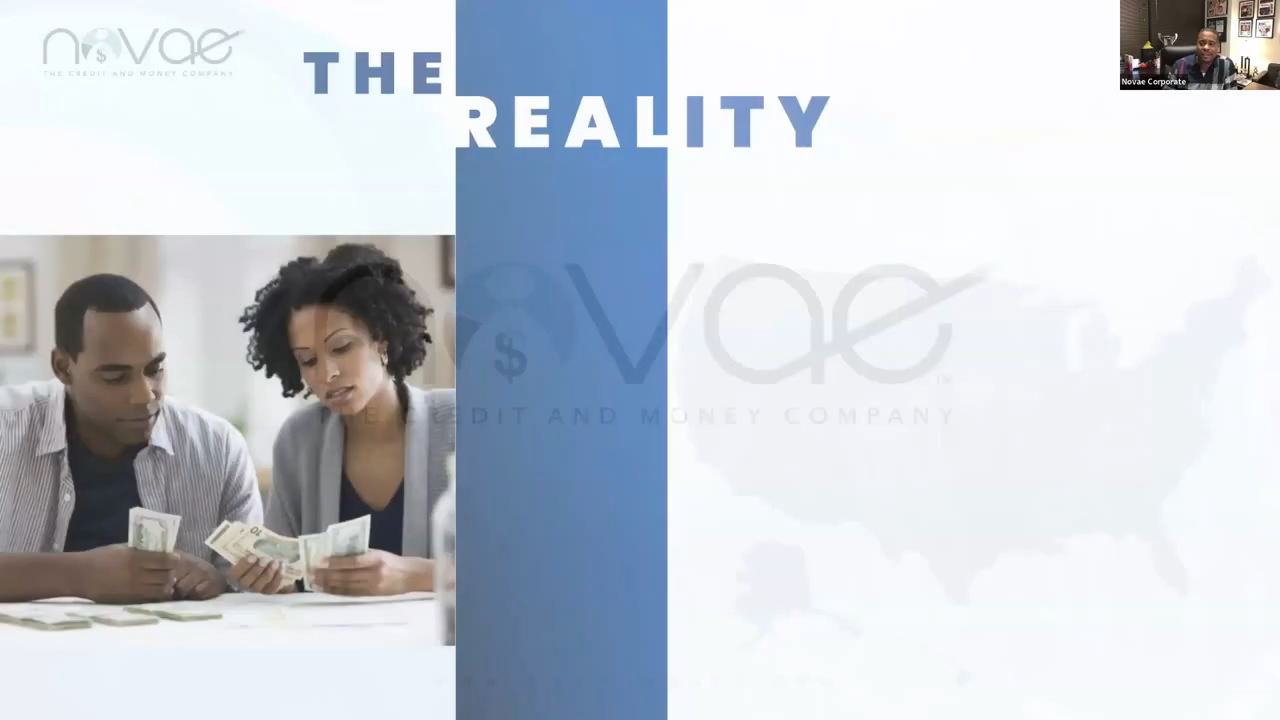 novae
THE CREDIT AND MONEY COMPANY
THE
REALITY
Novae Corporate
novae
THE CREDIT AND MONEY COMPANY